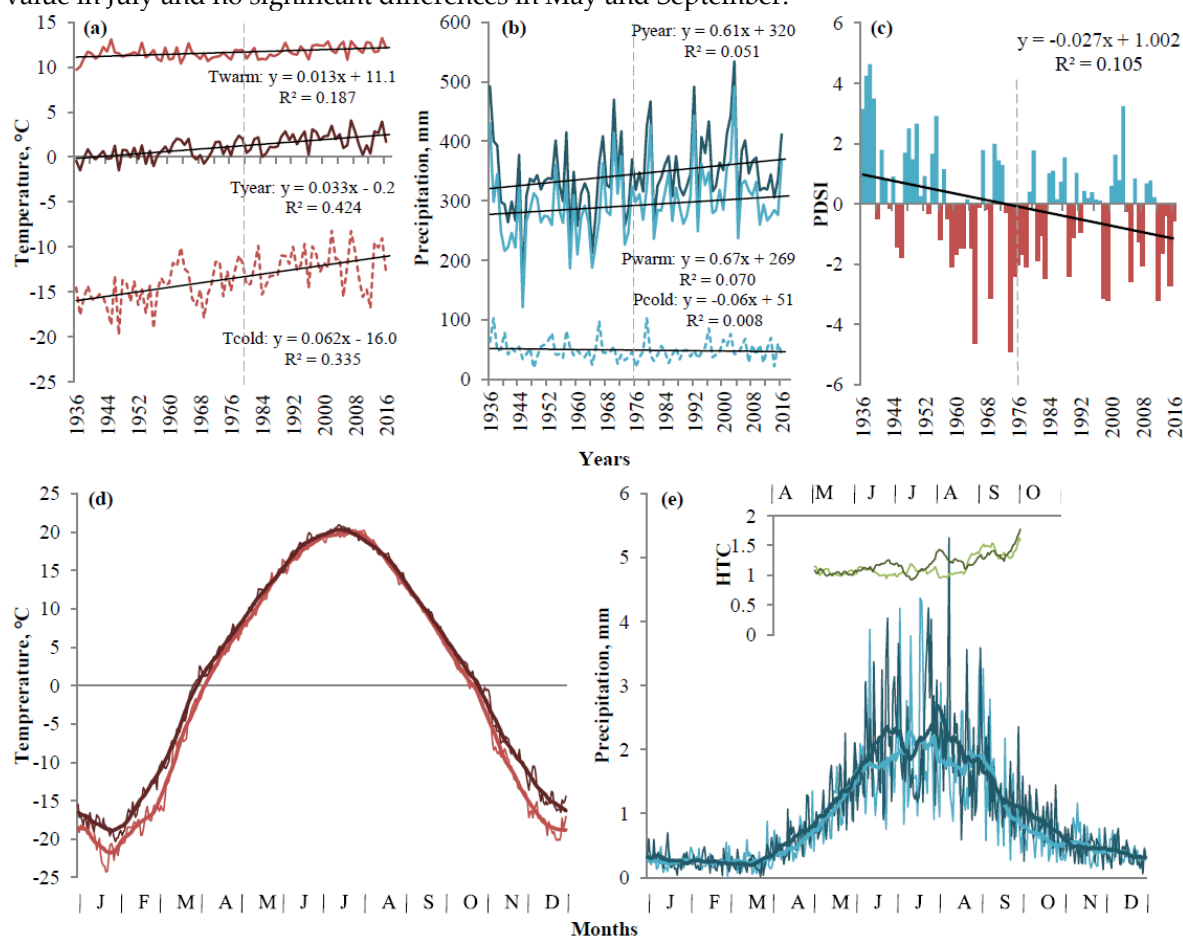 value in July and no significant differences in May and September.
(a)
Temperature, °C
15
10
5
0
-5
-10
-15
-20
-25
Twarm: y = 0.013x + 11.1
R² = 0.187
Tyear: y = 0.033x - 0.2
R² = 0.424
Tcold: y = 0.062x - 16.0
R² = 0.335
1936
1944
1952
1960
1968
1976
1984
1992
2000
2008
2016
(b)
Precipitation, mm
600
500
400
300
200
100
0
Pyear: y = 0.61x + 320
R² = 0.051
Pwarm: y = 0.67x + 269
R² = 0.070
Pcold: y = -0.06x + 51
R² = 0.008
1936
1944
1952
1960
1968
1976
1984
1992
2000
2008
2016
(c)
PDSI
6
4
2
0
-2
-4
-6
y = -0.027x + 1.002
R² = 0.105
1936
1944
1952
1960
1968
1976
1984
1992
2000
2008
2016
Years
(d)
Temprerature, °C
25
20
15
10
5
0
-5
-10
-15
-20
-25
| J | F | M | A | M | J | J | A | S | O | N | D |
(e)
Precipitation, mm
6
5
4
3
2
1
0
| A | M | J | J | A | S | O |
HTC
2
1.5
1
0.5
0
| J | F | M | A | M | J | J | A | S | O | N | D |
Months